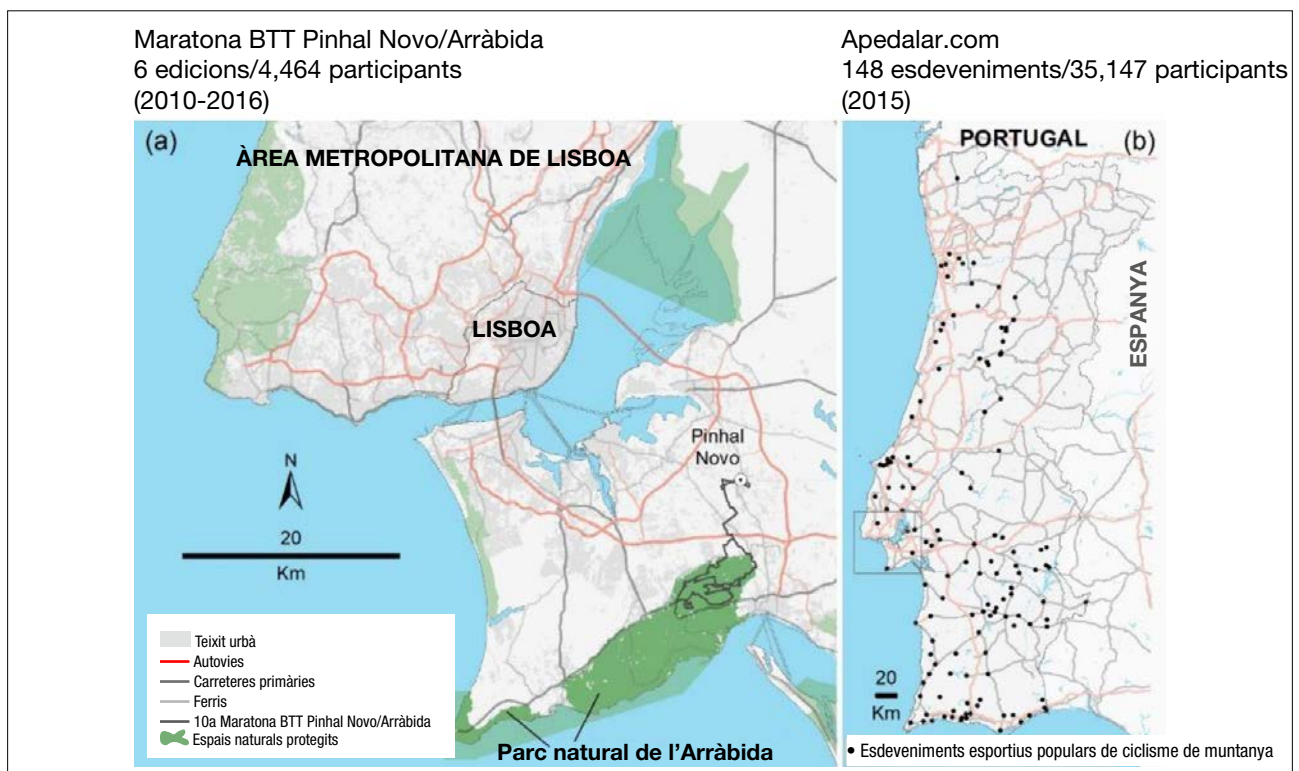 Maratona BTT Pinhal Novo/Arràbida
6 edicions/4,464 participants
(2010-2016)
Apedalar.com
148 esdeveniments/35,147 participants
(2015)
(a)
ÀREA METROPOLITANA DE LISBOA
LISBOA
Pinhal
Novo
N
20
Km
Teixit urbà
Autovies
Carreteres primàries
Ferris
10a Maratona BTT Pinhal Novo/Arràbida
Espais naturals protegits
Parc natural de l'Arràbida
PORTUGAL
(b)
ESPANYA
20
Km
• Esdeveniments esportius populars de ciclisme de muntanya